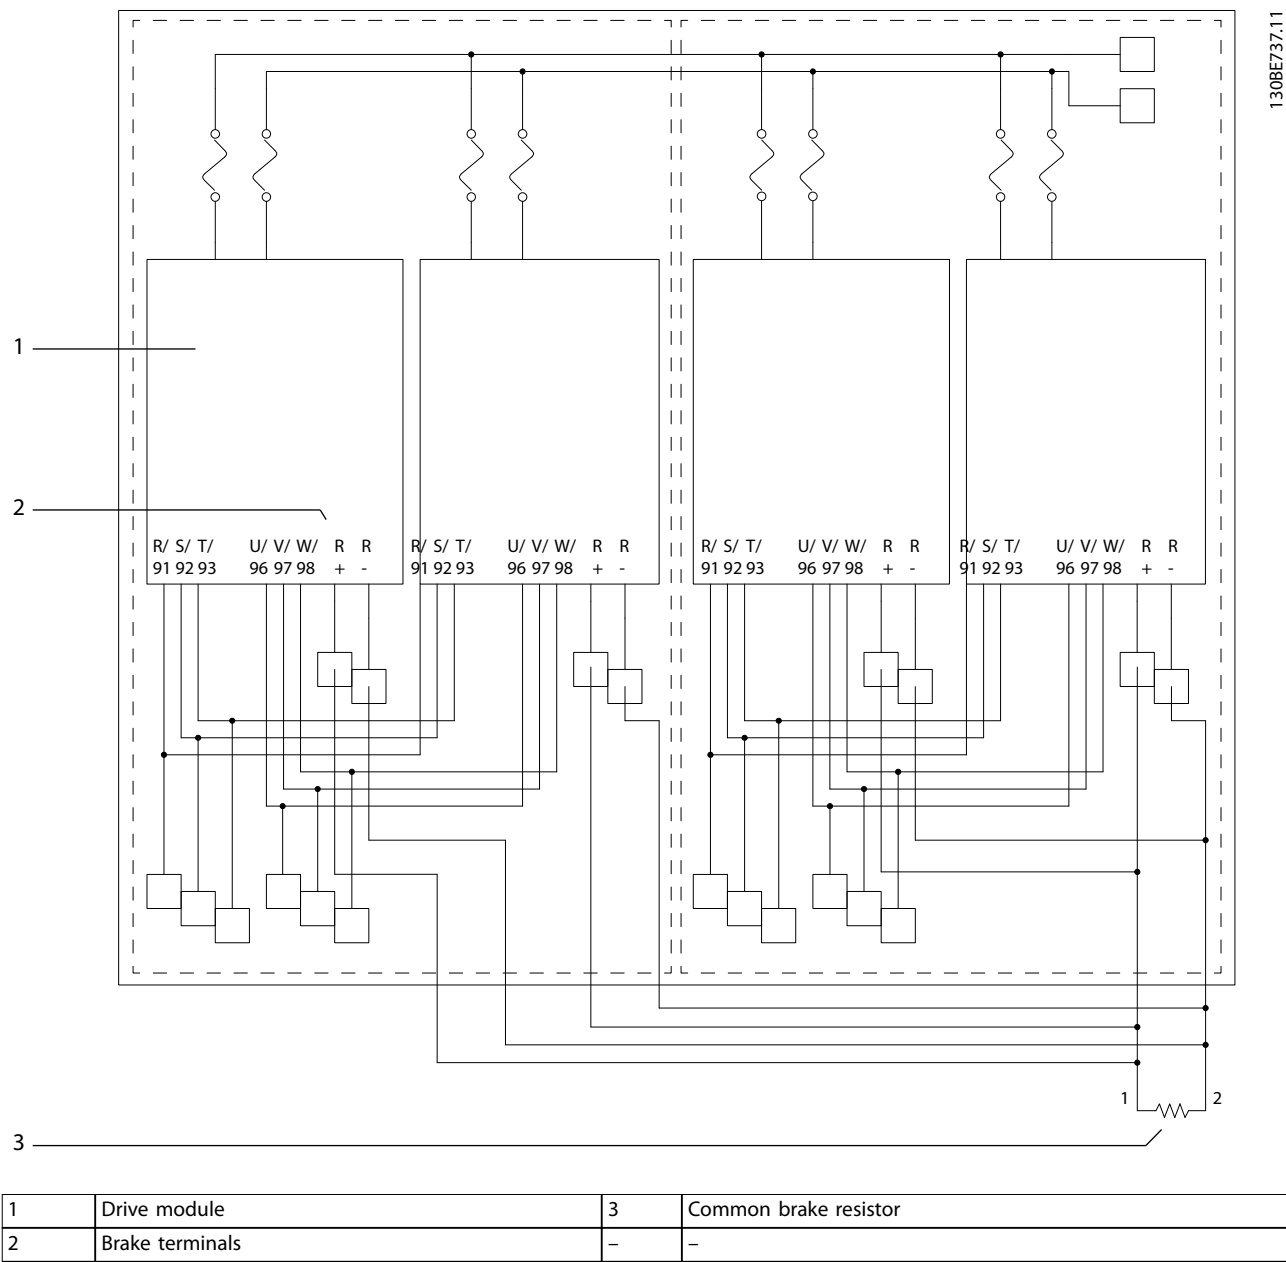 130BE737.11
1
2
R/ S/ T/ U/ V/ W/ R R R/ S/ T/ U/ V/ W/ R R R/ S/ T/ U/ V/ W/ R R R/ S/ T/ U/ V/ W/ R R
91 92 93 96 97 98 + - 91 92 93 96 97 98 + - 91 92 93 96 97 98 + - 91 92 93 96 97 98 + -
1 2
3
1 Drive module 3 Common brake resistor
2 Brake terminals – –